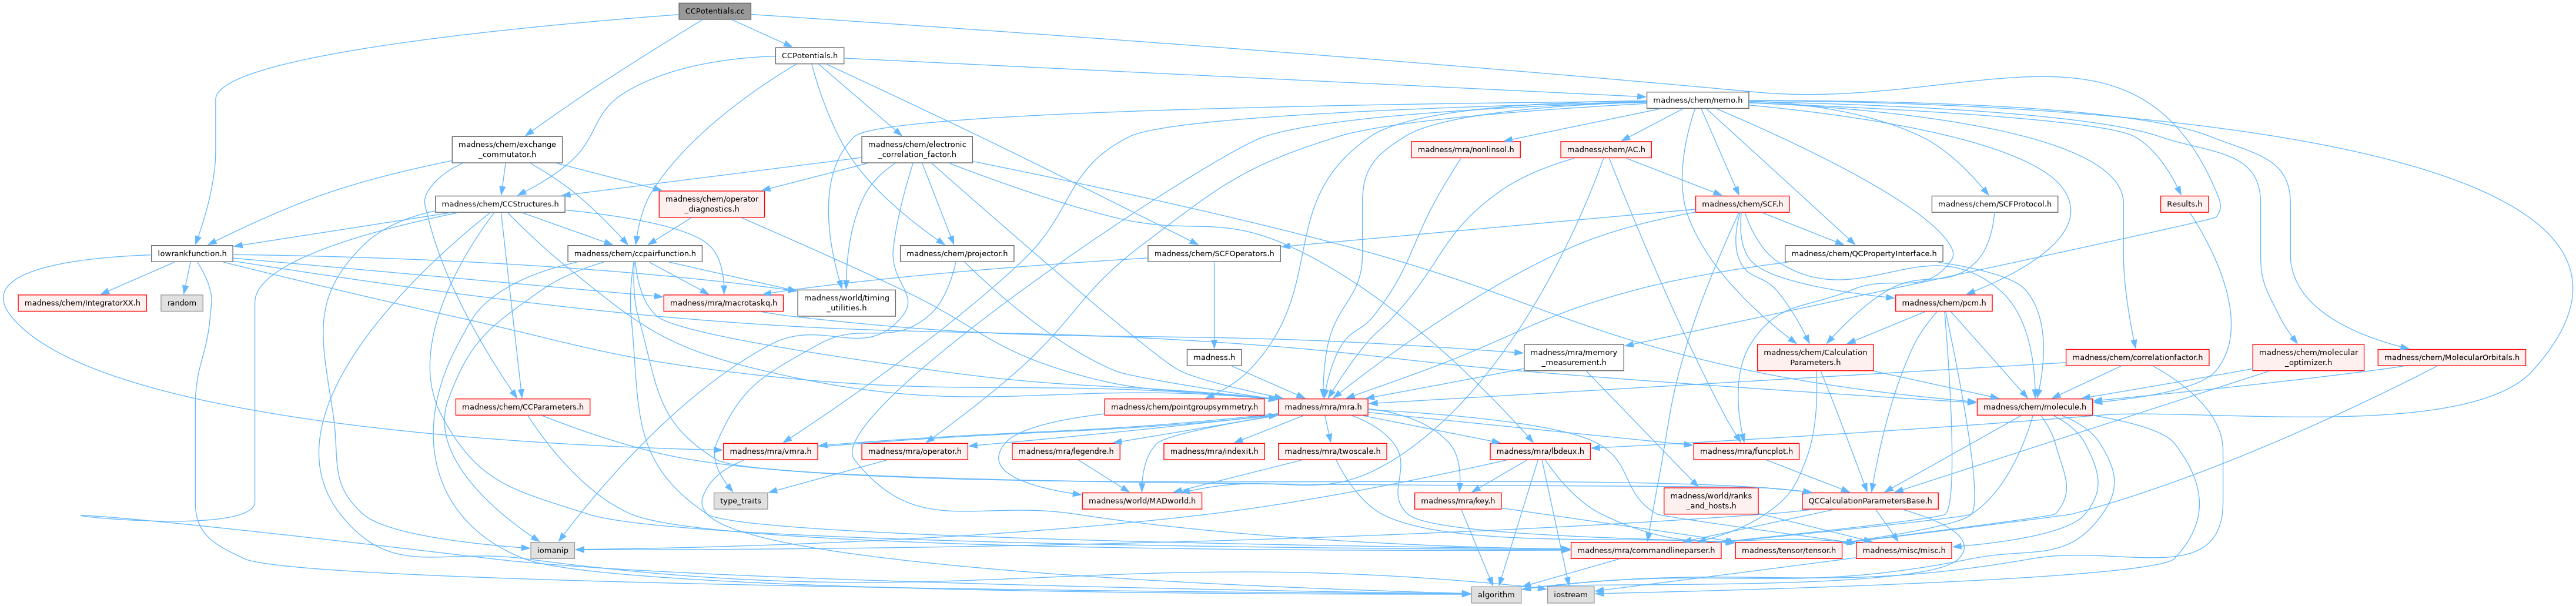 CCPotentials.cc
CCPotentials.h
madness/chem/nemo.h
madness/chem/exchange
_commutator.h
madness/chem/electronic
_correlation_factor.h
madness/mra/nonlinsol.h
madness/chem/AC.h
madness/chem/CCStructures.h
madness/chem/operator
_diagnostics.h
madness/chem/SCF.h
madness/chem/SCFProtocol.h
Results.h
lowrankfunction.h
madness/chem/ccpairfunction.h
madness/chem/projector.h
madness/chem/SCFOperators.h
madness/chem/QCPropertyInterface.h
madness/chem/IntegratorXX.h
random
madness/mra/macrotaskq.h
madness/world/timing
_utilities.h
madness/chem/pcm.h
madness.h
madness/mra/memory
_measurement.h
madness/chem/Calculation
Parameters.h
madness/chem/correlationfactor.h
madness/chem/molecular
_optimizer.h
madness/chem/MolecularOrbitals.h
madness/chem/CCParameters.h
madness/chem/pointgroupsymmetry.h
madness/mra/mra.h
madness/chem/molecule.h
madness/mra/vmra.h
madness/mra/operator.h
madness/mra/legendre.h
madness/mra/indexit.h
madness/mra/twoscale.h
madness/mra/lbdeux.h
madness/mra/funcplot.h
type_traits
madness/world/MADworld.h
madness/mra/key.h
madness/world/ranks
_and_hosts.h
QCCalculationParametersBase.h
iomanip
madness/mra/commandlineparser.h
madness/tensor/tensor.h
madness/misc/misc.h
algorithm
iostream